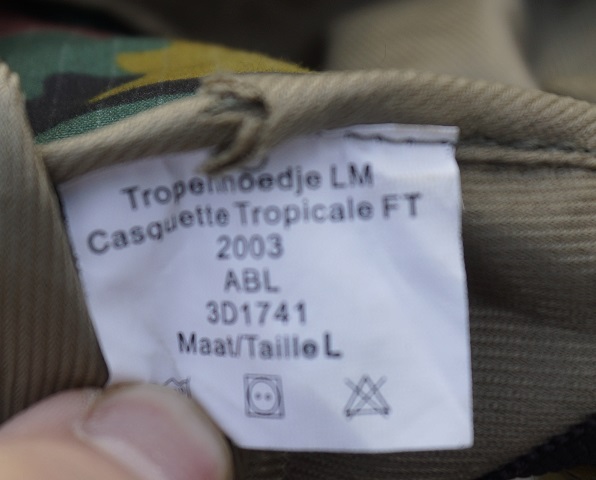 Tropenhoedje LM
Casquette Tropicale FT
2003
ABL
3D1741
Maat/Taille L